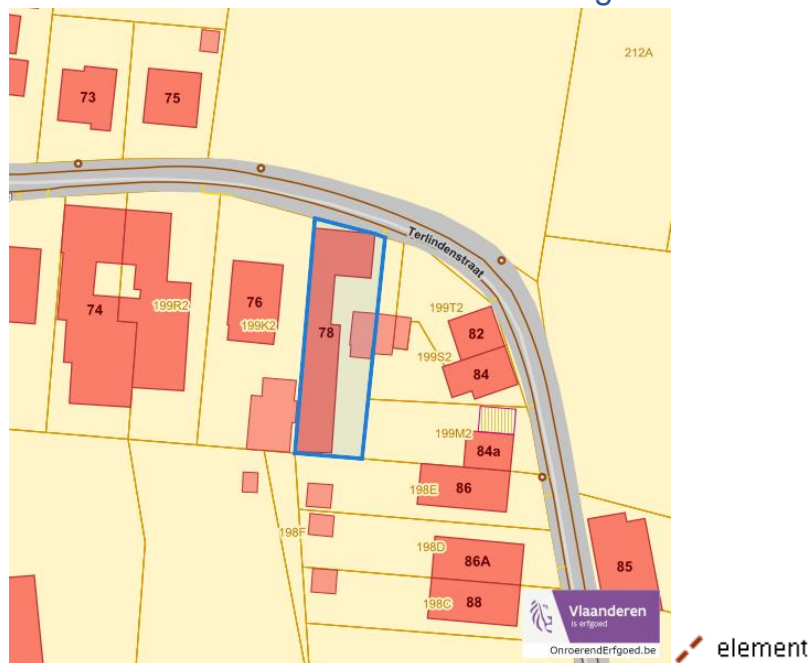 212A
73
75
Terlindenstraat
74
199R2
76
199K2
78
199T2
82
199S2
84
199M2
84a
198E
86
198F
198D
86A
85
198C
88
Vlaanderen
is erfgoed
OnroerendErfgoed.be
element